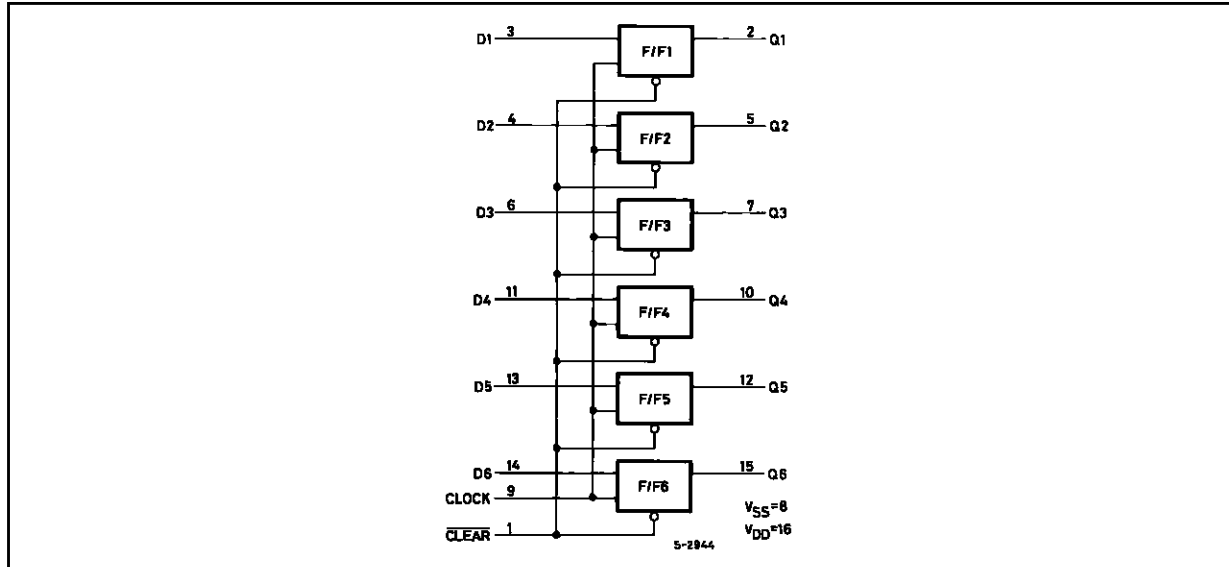 D1 3 F/F1 2 Q1
D2 4 F/F2 5 Q2
D3 6 F/F3 7 Q3
D4 11 F/F4 10 Q4
D5 13 F/F5 12 Q5
D6 14 F/F6 15 Q6
CLOCK 9
VSS=8
CLEAR 1
VDD=16
S-2944